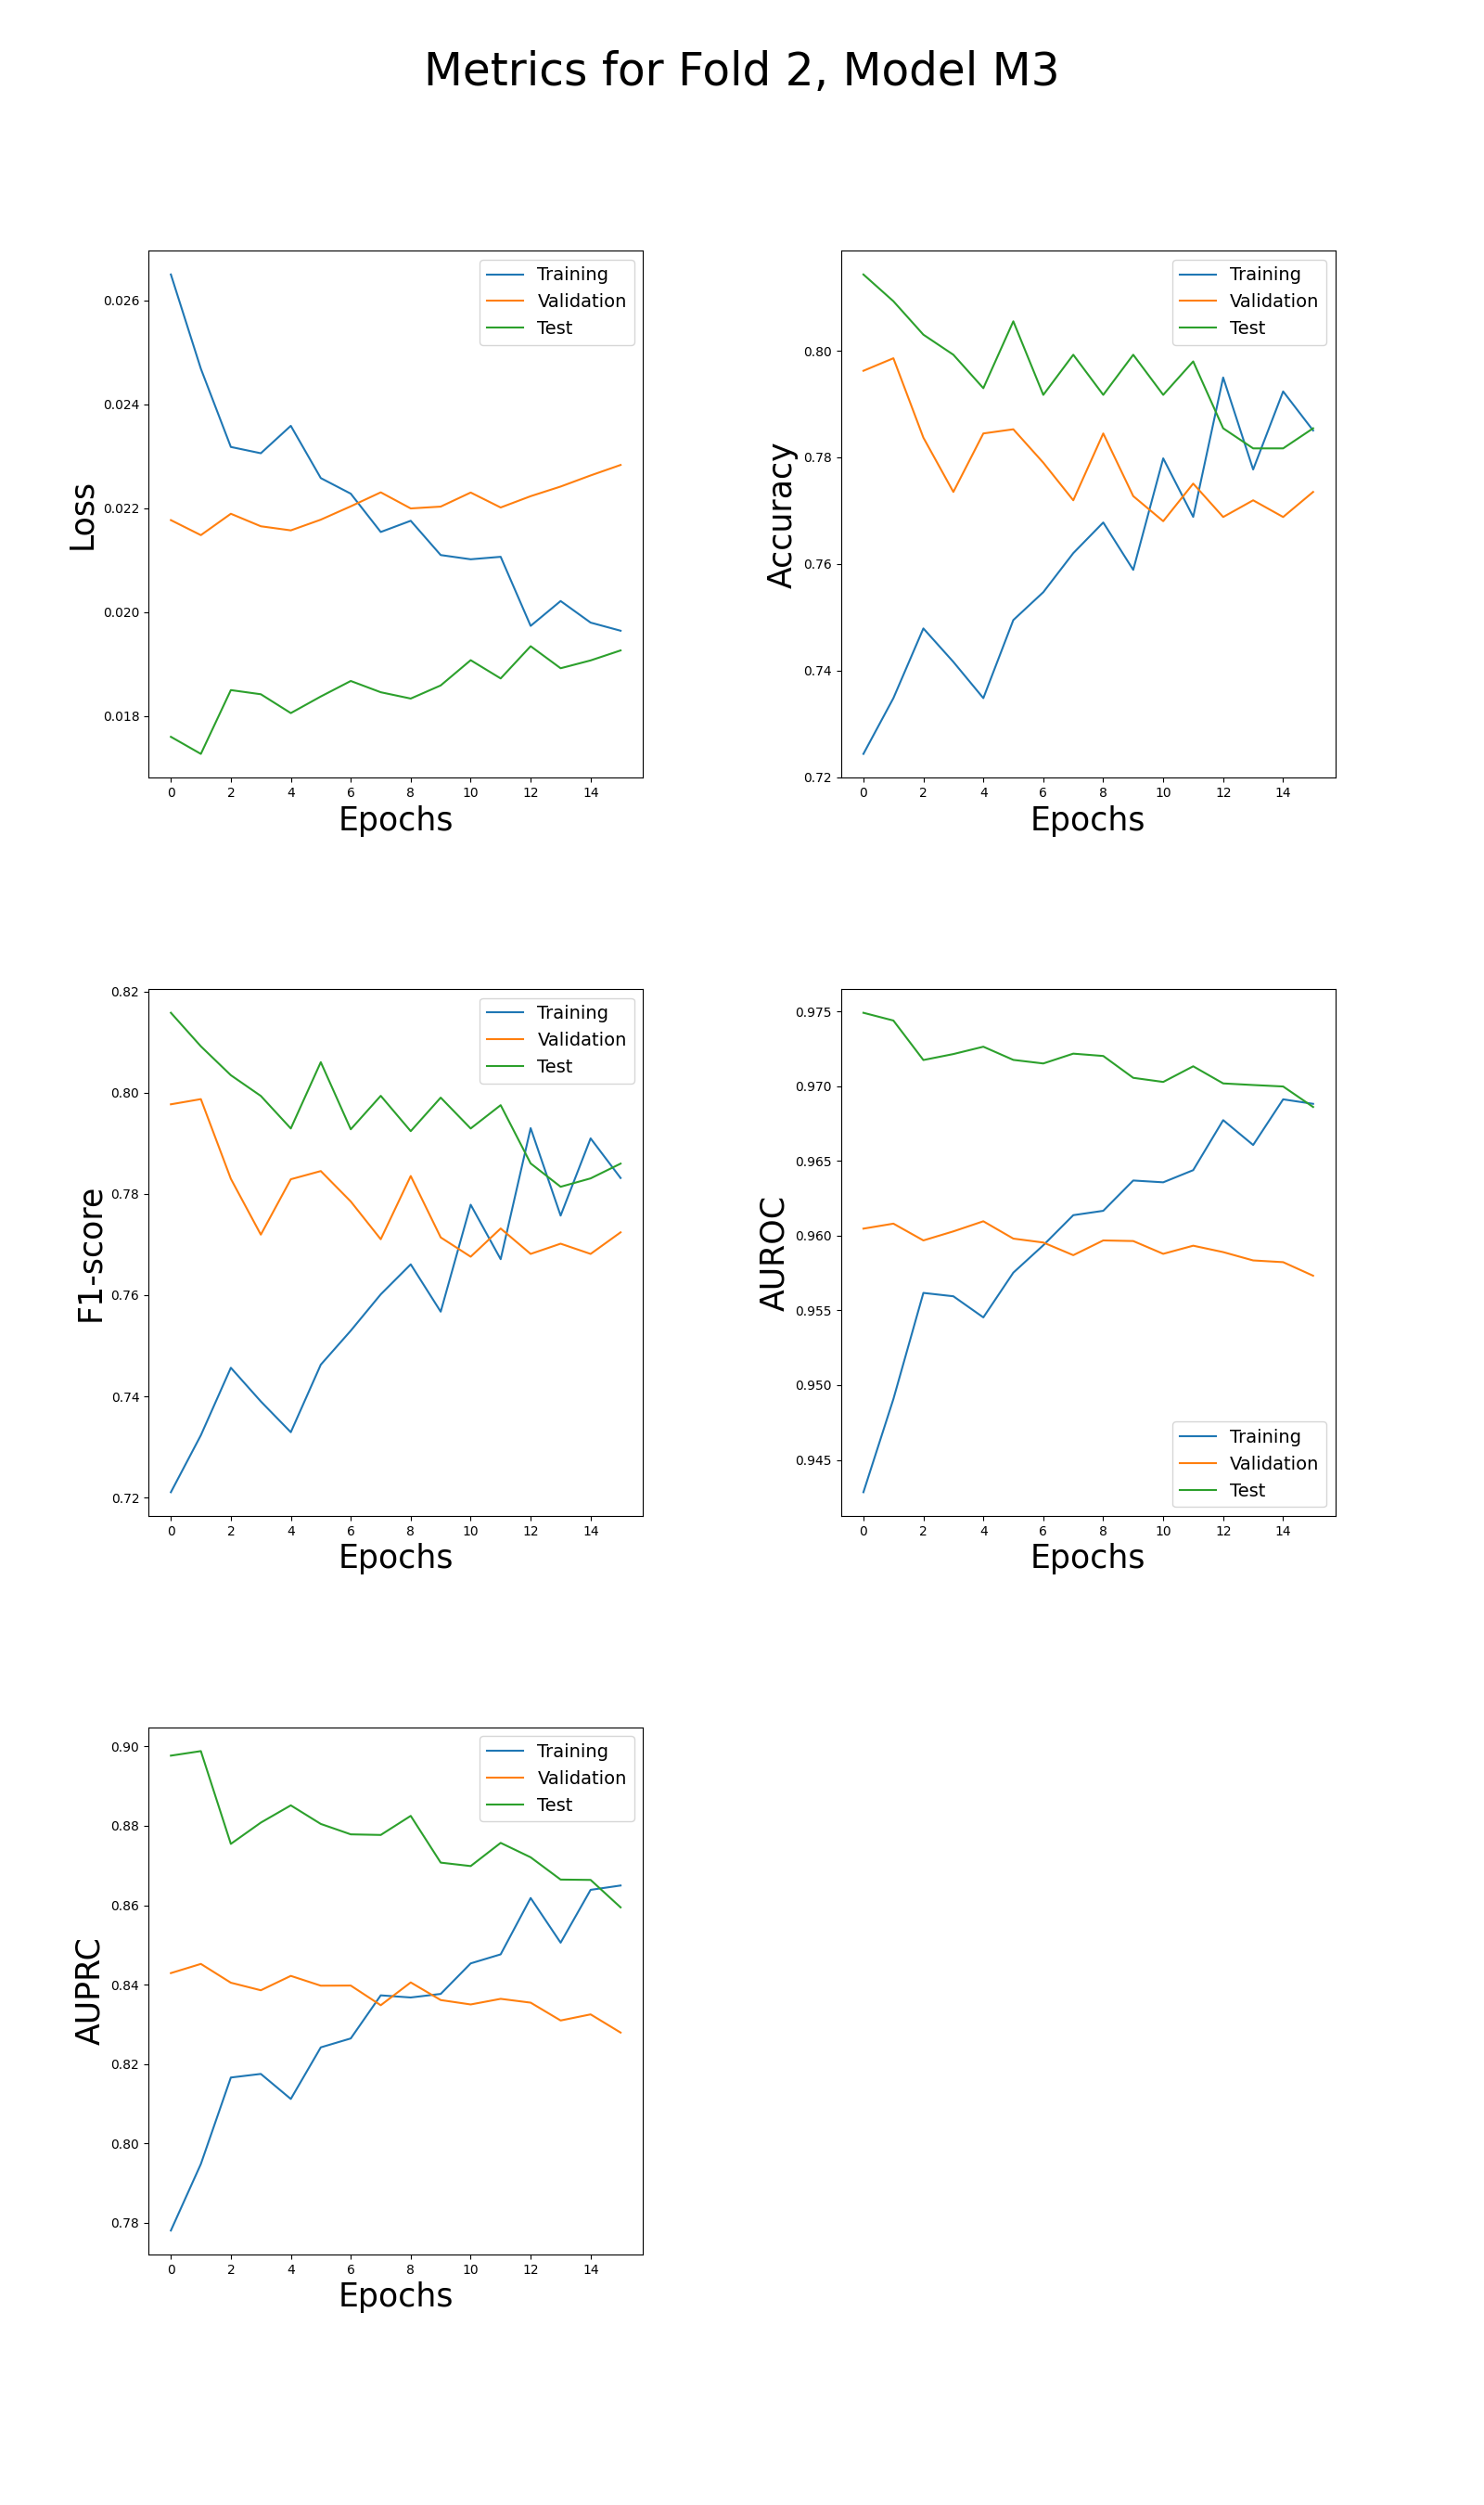 Metrics for Fold 2, Model M3
Training
Validation
Test
0.026
0.024
0.022
0.020
0.018
Loss
0 2 4 6 8 10 12 14
Epochs
Training
Validation
Test
0.80
0.78
0.76
0.74
0.72
Accuracy
0 2 4 6 8 10 12 14
Epochs
Training
Validation
Test
0.82
0.80
0.78
0.76
0.74
0.72
F1-score
0 2 4 6 8 10 12 14
Epochs
0.975
0.970
0.965
0.960
0.955
0.950
0.945
AUROC
Training
Validation
Test
0 2 4 6 8 10 12 14
Epochs
Training
Validation
Test
0.90
0.88
0.86
0.84
0.82
0.80
0.78
AUPRC
0 2 4 6 8 10 12 14
Epochs